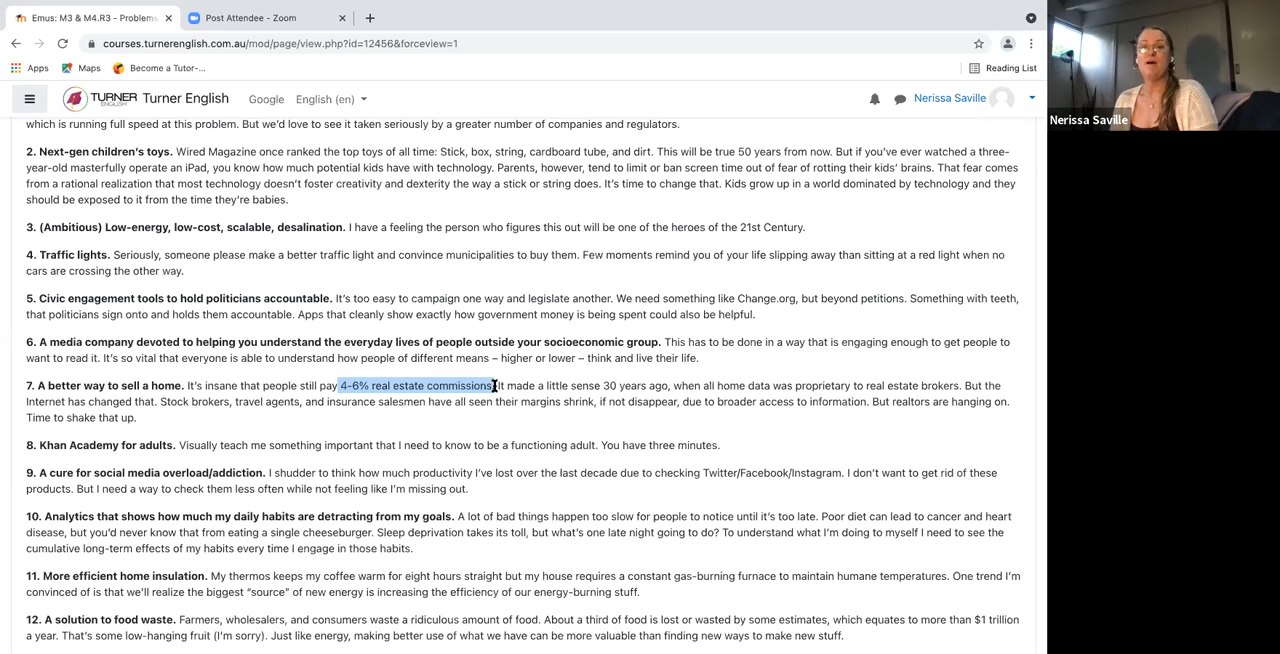 Emus: M3 & M4.R3 - Problems
Post Attendee - Zoom
courses.turnerenglish.com.au/mod/page/view.php?id=12456&forceview=1
Apps
Maps
Become a Tutor-...
Reading List
TURNER
ENGLISH
Turner English
Google
English (en)
Nerissa Saville
Nerissa Saville
which is running full speed at this problem. But we'd love to see it taken seriously by a greater number of companies and regulators.
2. Next-gen children's toys. Wired Magazine once ranked the top toys of all time: Stick, box, string, cardboard tube, and dirt. This will be true 50 years from now. But if you've ever watched a three-
year-old masterfully operate an iPad, you know how much potential kids have with technology. Parents, however, tend to limit or ban screen time out of fear of rotting their kids' brains. That fear comes
from a rational realization that most technology doesn't foster creativity and dexterity the way a stick or string does. It's time to change that. Kids grow up in a world dominated by technology and they
should be exposed to it from the time they're babies.
3. (Ambitious) Low-energy, low-cost, scalable, desalination. I have a feeling the person who figures this out will be one of the heroes of the 21st Century.
4. Traffic lights. Seriously, someone please make a better traffic light and convince municipalities to buy them. Few moments remind you of your life slipping away than sitting at a red light when no
cars are crossing the other way.
5. Civic engagement tools to hold politicians accountable. It's too easy to campaign one way and legislate another. We need something like Change.org, but beyond petitions. Something with teeth,
that politicians sign onto and holds them accountable. Apps that cleanly show exactly how government money is being spent could also be helpful.
6. A media company devoted to helping you understand the everyday lives of people outside your socioeconomic group. This has to be done in a way that is engaging enough to get people to
want to read it. It's so vital that everyone is able to understand how people of different means – higher or lower – think and live their life.
7. A better way to sell a home. It's insane that people still pay 4-6% real estate commissions. It made a little sense 30 years ago, when all home data was proprietary to real estate brokers. But the
Internet has changed that. Stock brokers, travel agents, and insurance salesmen have all seen their margins shrink, if not disappear, due to broader access to information. But realtors are hanging on.
Time to shake that up.
8. Khan Academy for adults. Visually teach me something important that I need to know to be a functioning adult. You have three minutes.
9. A cure for social media overload/addiction. I shudder to think how much productivity I've lost over the last decade due to checking Twitter/Facebook/Instagram. I don't want to get rid of these
products. But I need a way to check them less often while not feeling like I'm missing out.
10. Analytics that shows how much my daily habits are detracting from my goals. A lot of bad things happen too slow for people to notice until it's too late. Poor diet can lead to cancer and heart
disease, but you'd never know that from eating a single cheeseburger. Sleep deprivation takes its toll, but what's one late night going to do? To understand what I'm doing to myself I need to see the
cumulative long-term effects of my habits every time I engage in those habits.
11. More efficient home insulation. My thermos keeps my coffee warm for eight hours straight but my house requires a constant gas-burning furnace to maintain humane temperatures. One trend I'm
convinced of is that we'll realize the biggest "source" of new energy is increasing the efficiency of our energy-burning stuff.
12. A solution to food waste. Farmers, wholesalers, and consumers waste a ridiculous amount of food. About a third of food is lost or wasted by some estimates, which equates to more than $1 trillion
a year. That's some low-hanging fruit (I'm sorry). Just like energy, making better use of what we have can be more valuable than finding new ways to make new stuff.